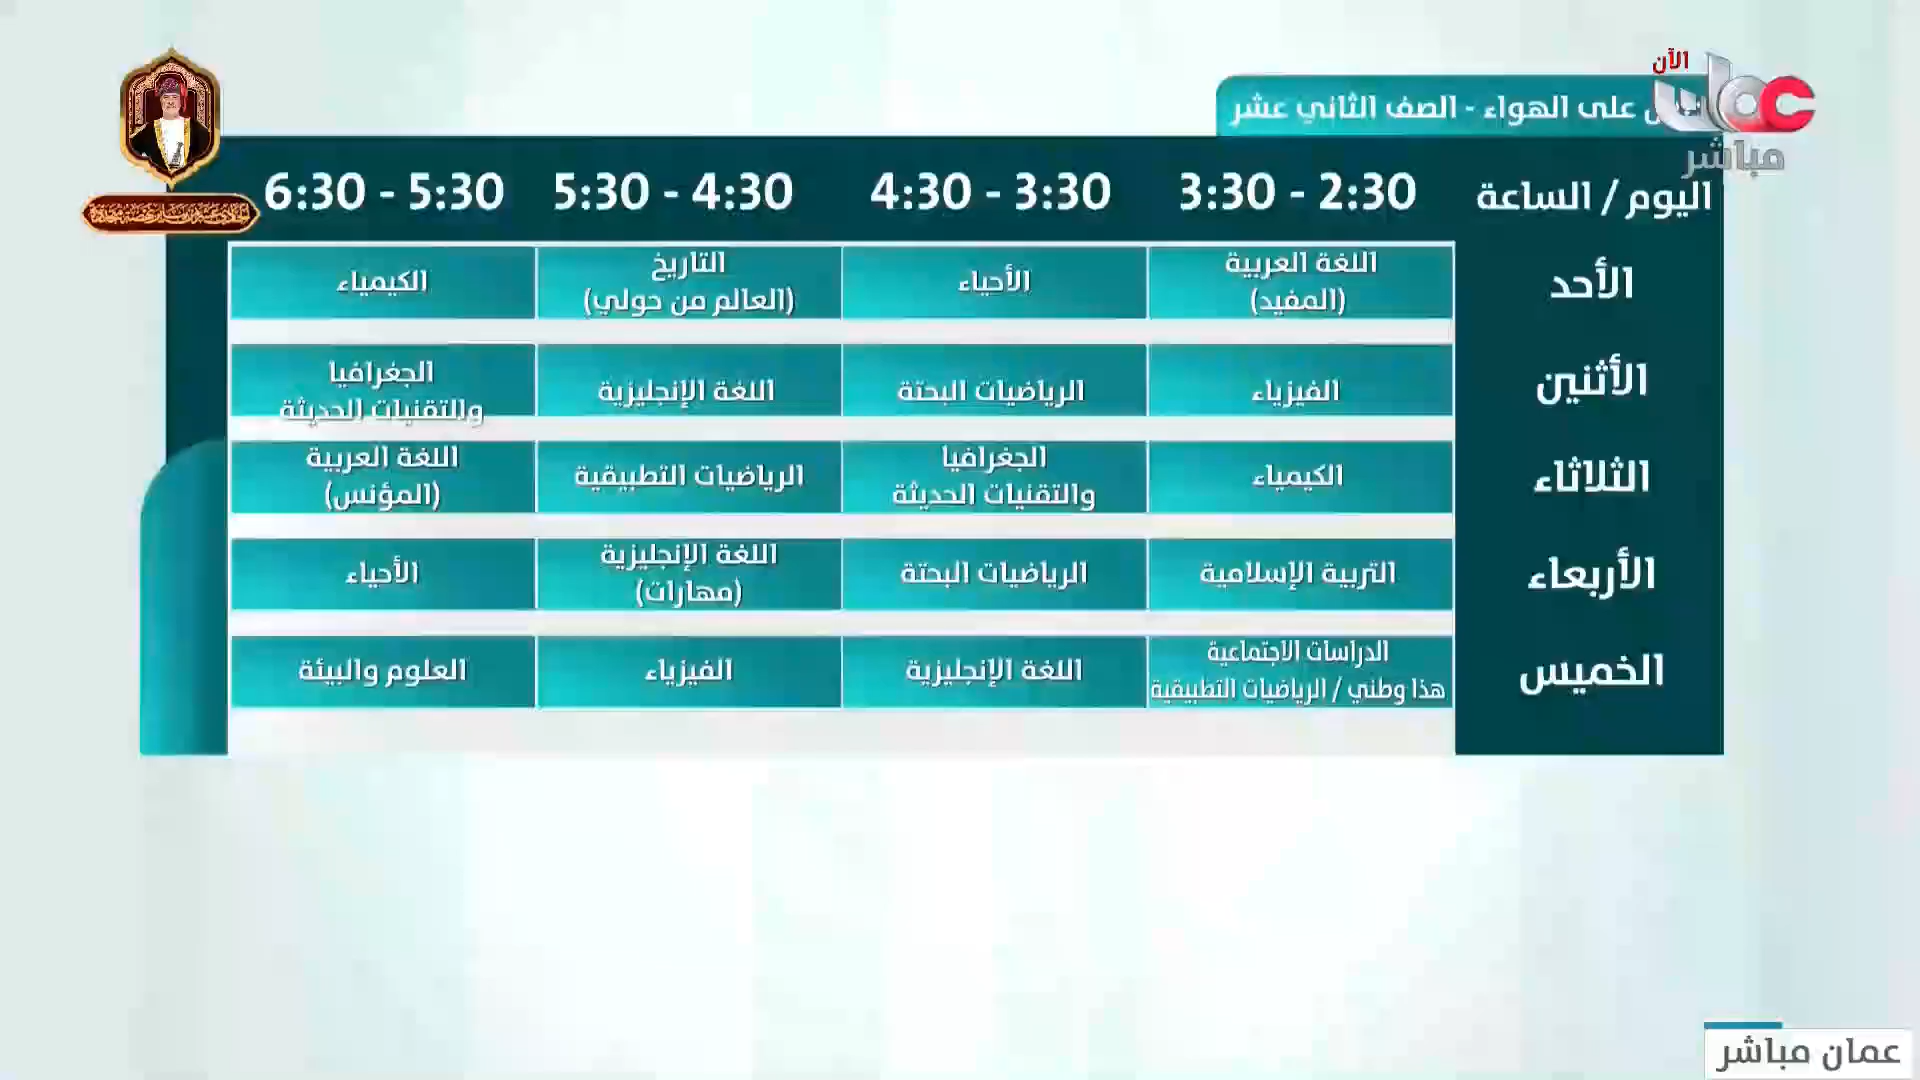 الآن
عمان
مباشر
على الهواء - الصف الثاني عشر
اليوم / الساعة
2:30 - 3:30
3:30 - 4:30
4:30 - 5:30
5:30 - 6:30
الأحد
اللغة العربية
(المفيد)
الأحياء
التاريخ
(العالم من حولي)
الكيمياء
الأثنين
الفيزياء
الرياضيات البحتة
اللغة الإنجليزية
الجغرافيا
والتقنيات الحديثة
الثلاثاء
الكيمياء
الجغرافيا
والتقنيات الحديثة
الرياضيات التطبيقية
اللغة العربية
(المؤنس)
الأربعاء
التربية الإسلامية
الرياضيات البحتة
اللغة الإنجليزية
(مهارات)
الأحياء
الخميس
الدراسات الاجتماعية
هذا وطني / الرياضيات التطبيقية
اللغة الإنجليزية
الفيزياء
العلوم والبيئة
عمان مباشر